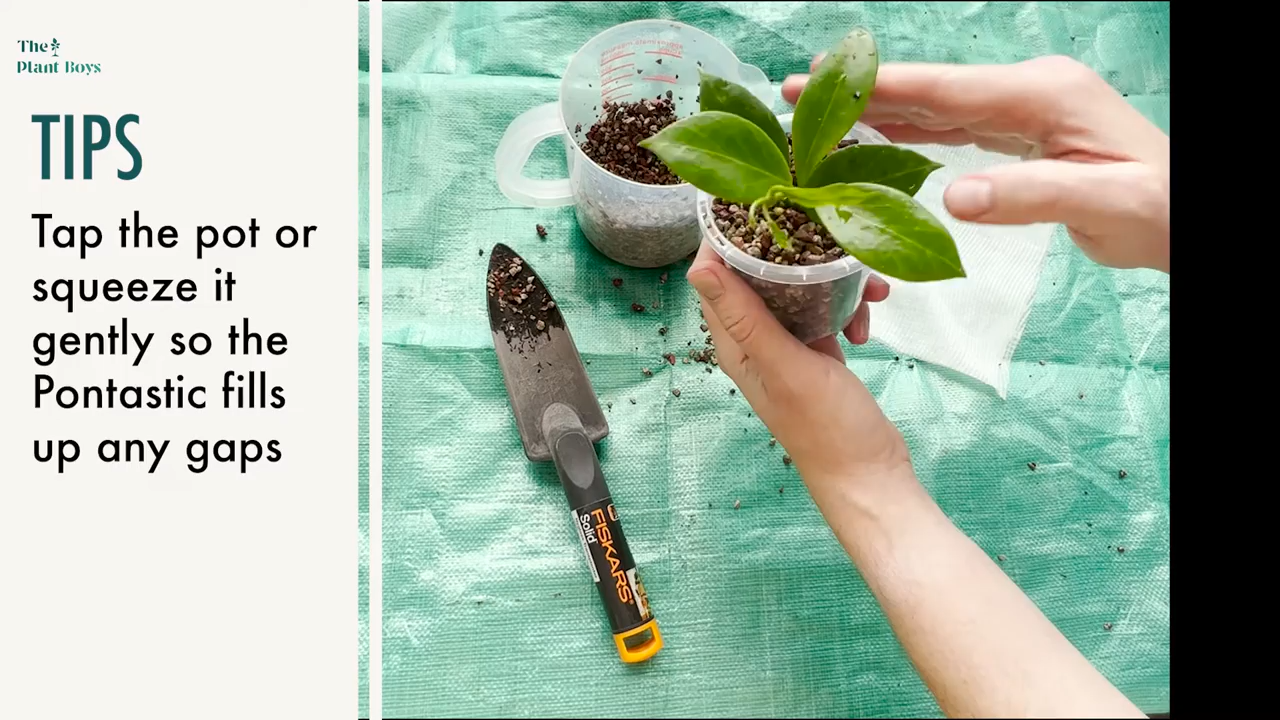 The
Plant Boys
TIPS
Tap the pot or
squeeze it
gently so the
Pontastic fills
up any gaps
FISKARS
Solid